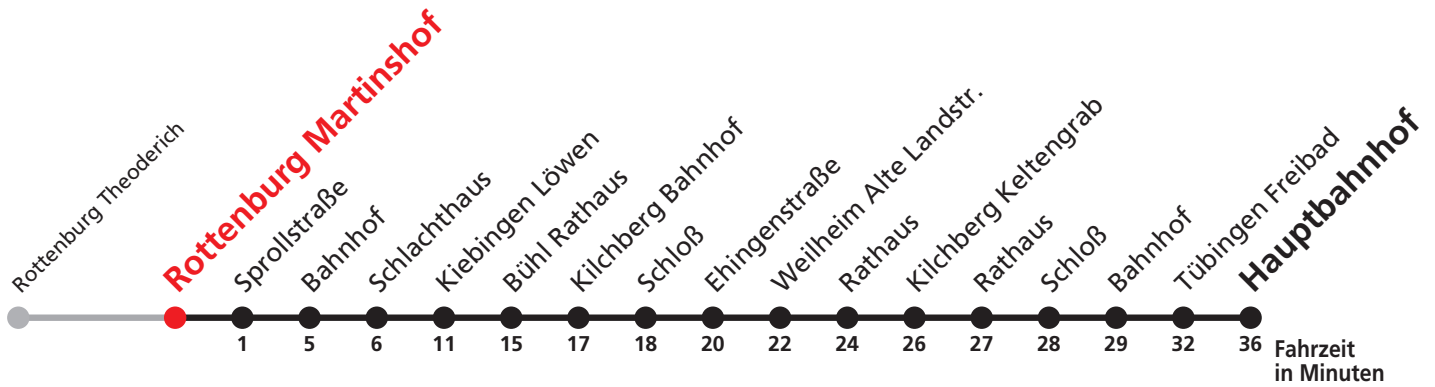 Rottenburg Theoderich
Rottenburg Martinshof
Sprollstraße
Bahnhof
Schlachthaus
Kiebingen Löwen
Bühl Rathaus
Kilchberg Bahnhof
Schloß
Ehingenstraße
Weilheim Alte Landstr.
Rathaus
Kilchberg Keltengrab
Rathaus
Schloß
Bahnhof
Tübingen Freibad
Hauptbahnhof
1 5 6 11 15 17 18 20 22 24 26 27 28 29 32 36
Fahrzeit
in Minuten